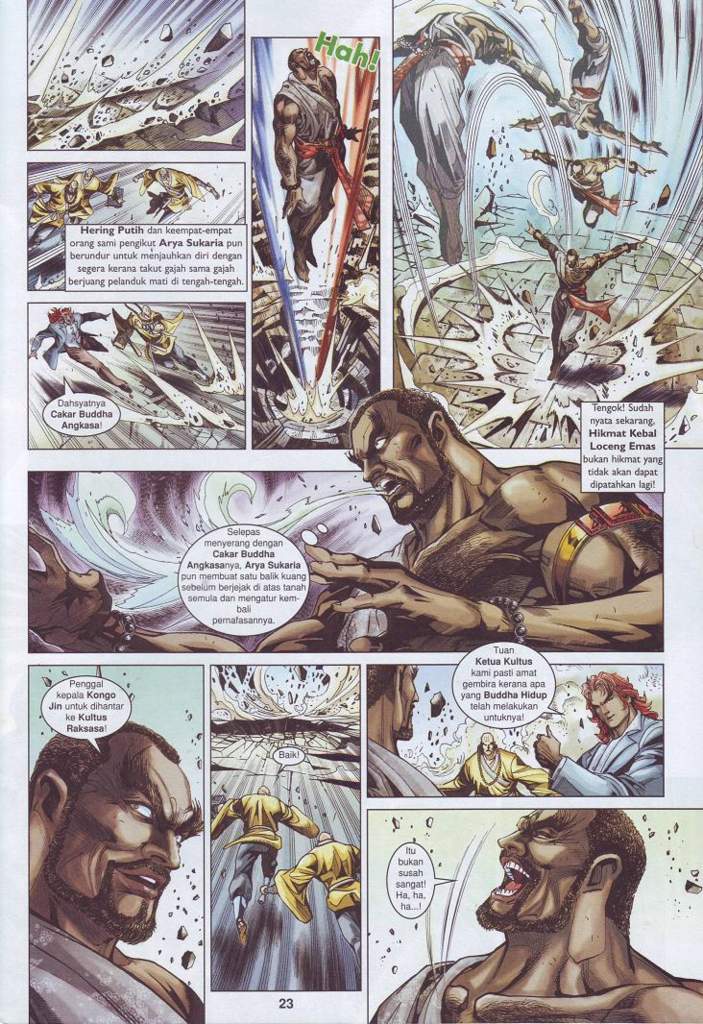 Hah!
Hering Putih dan keempat-empat
orang sami pengikut Arya Sukaria pun
berundur untuk menjauhkan diri dengan
segera kerana takut gajah sama gajah
berjuang pelanduk mati di tengah-tengah.
Dahsyatnya
Cakar Buddha
Angkasa!
Tengok! Sudah
nyata sekarang,
Hikmat Kebal
Loceng Emas
bukan hikmat yang
tidak akan dapat
dipatahkan lagi!
Selepas
menyerang dengan
Cakar Buddha
Angkasanya, Arya Sukaria
pun membuat satu balik kuang
sebelum berjejak di atas tanah
semula dan mengatur kem-
bali
pernafasannya.
Penggal
kepala Kongo
Jin untuk dihantar
ke Kultus
Raksasa!
Baik!
Tuan
Ketua Kultus
kami pasti amat
gembira kerana apa
yang Buddha Hidup
telah melakukan
untuknya!
Itu
bukan
susah
sangat!
Ha, ha,
ha...!
23